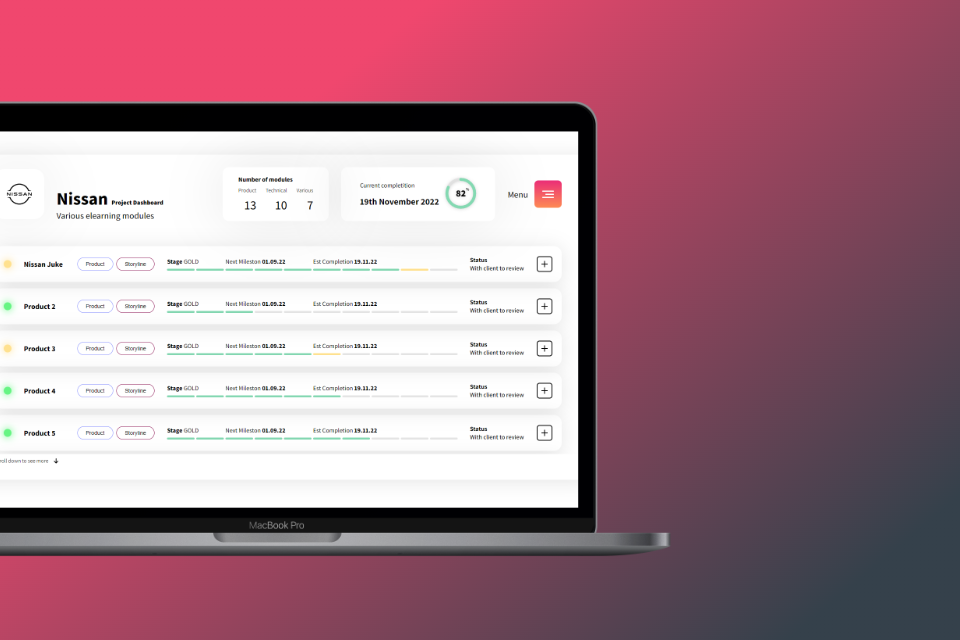 NISSAN
Nissan Project Dashboard
Various elearning modules
Number of modules
Product Technical Various
13 10 7
Current completition
19th November 2022
82%
Menu
Nissan Juke Product Storyline Stage GOLD Next Mileston 01.09.22 Est Completion 19.11.22 Status
With client to review
Product 2 Product Storyline Stage GOLD Next Mileston 01.09.22 Est Completion 19.11.22 Status
With client to review
Product 3 Product Storyline Stage GOLD Next Mileston 01.09.22 Est Completion 19.11.22 Status
With client to review
Product 4 Product Storyline Stage GOLD Next Mileston 01.09.22 Est Completion 19.11.22 Status
With client to review
Product 5 Product Storyline Stage GOLD Next Mileston 01.09.22 Est Completion 19.11.22 Status
With client to review
roll down to see more
MacBook Pro